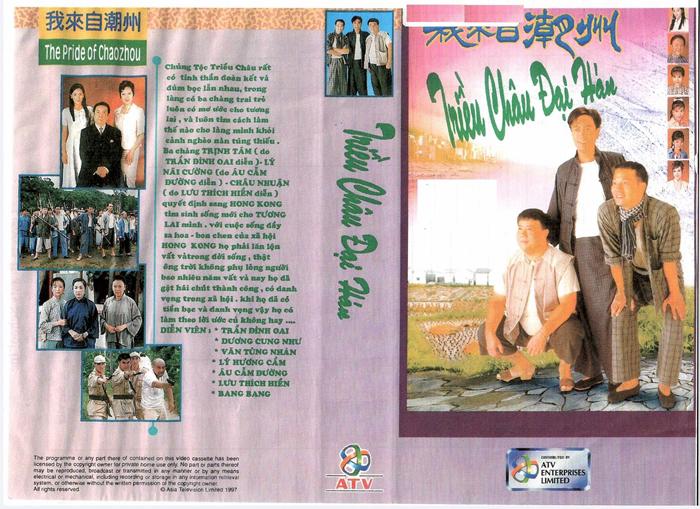 我來自潮州
The Pride of Chaozhou
Chủng Tộc Triều Châu rất
có tinh thần đoàn kết và
đùm bọc lẫn nhau, trong
làng có ba chàng trai trẻ
luôn có mơ ước cho tương
lai, và luôn tìm cách làm
thế nào cho làng mình khỏi
cảnh nghèo nàn túng thiếu.
Ba chàng TRỊNH TÂM (do
TRẦN ĐÌNH OAI diễn)- LÝ
NÃI CƯỜNG (do ÂU CẨM
ĐƯỜNG diễn) - CHÂU NHUẬN
(do LƯU THÍCH HIỀN diễn)
quyết định sang HONG KONG
tìm sinh sống mới cho TƯƠNG
LAI mình. với cuộc sống đầy
sa hoa - bon chen của xã hội
HONG KONG họ phải lăn lộn
vất vàtrong đời sống, thật
ông trời không phụ lòng người
bao nhiêu năm vất và nay họ đã
gặt hái chút thành công, có danh
vọng trong xã hội. khi họ đã có
tiền bạc và danh vọng vậy họ có
làm theo lời ước củ không hay ....
DIỄN VIÊN : * TRẦN ĐÌNH OAI
* DƯƠNG CUNG NHƯ
* VĂN TỤNG NHÀN
* LÝ HƯƠNG CẦM
* ÂU CẨM ĐƯỜNG
* LƯU THÍCH HIỀN
* BANG BANG
The programme or any part there of contained on this video cassette has been
licensed by the copyright owner for private home use only. No part or parts thereof
may be reproduced, broadcast or transmitted in any manner or by any means
electrical or mechanical, including recording or storage in any information retrieval
system, or otherwise without the written permission of the copyright owner.
All rights reserved. © Asia Television Limited 1997
Triều Châu Đại Hán
ATV
我來自潮州
Triều Châu Đại Hán
DISTRIBUTED BY
ATV
ENTERPRISES
LIMITED